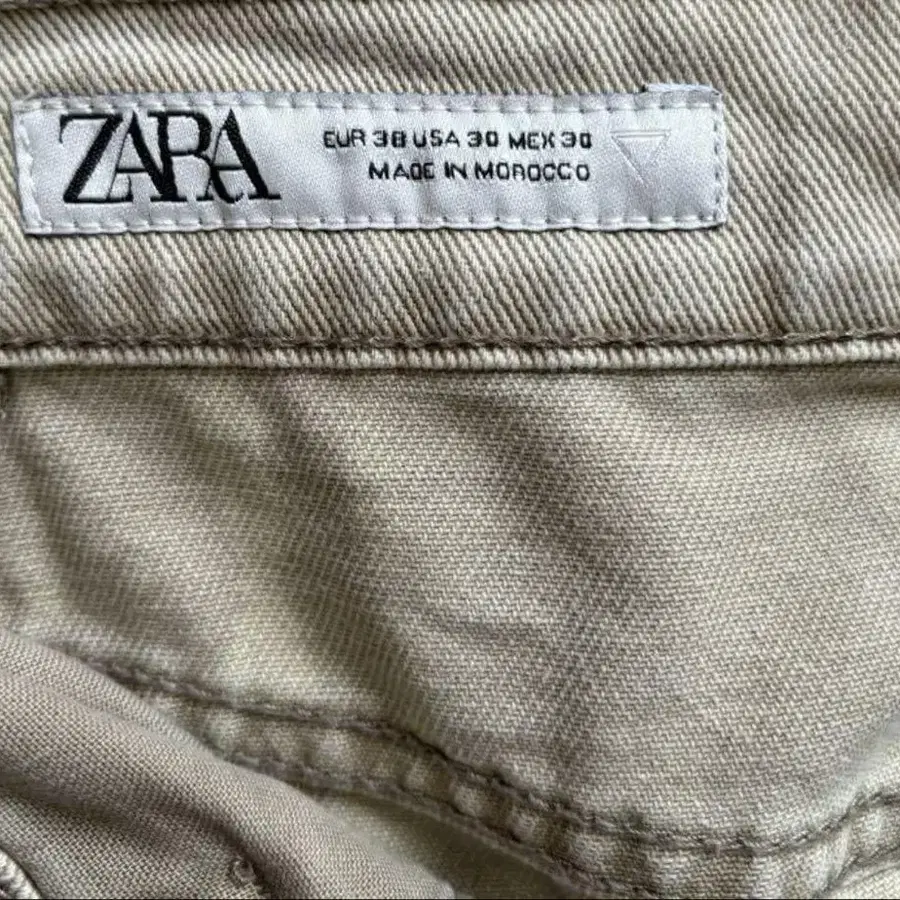 ZARA
EUR 38 USA 30 MEX 30
MADE IN MOROCCO